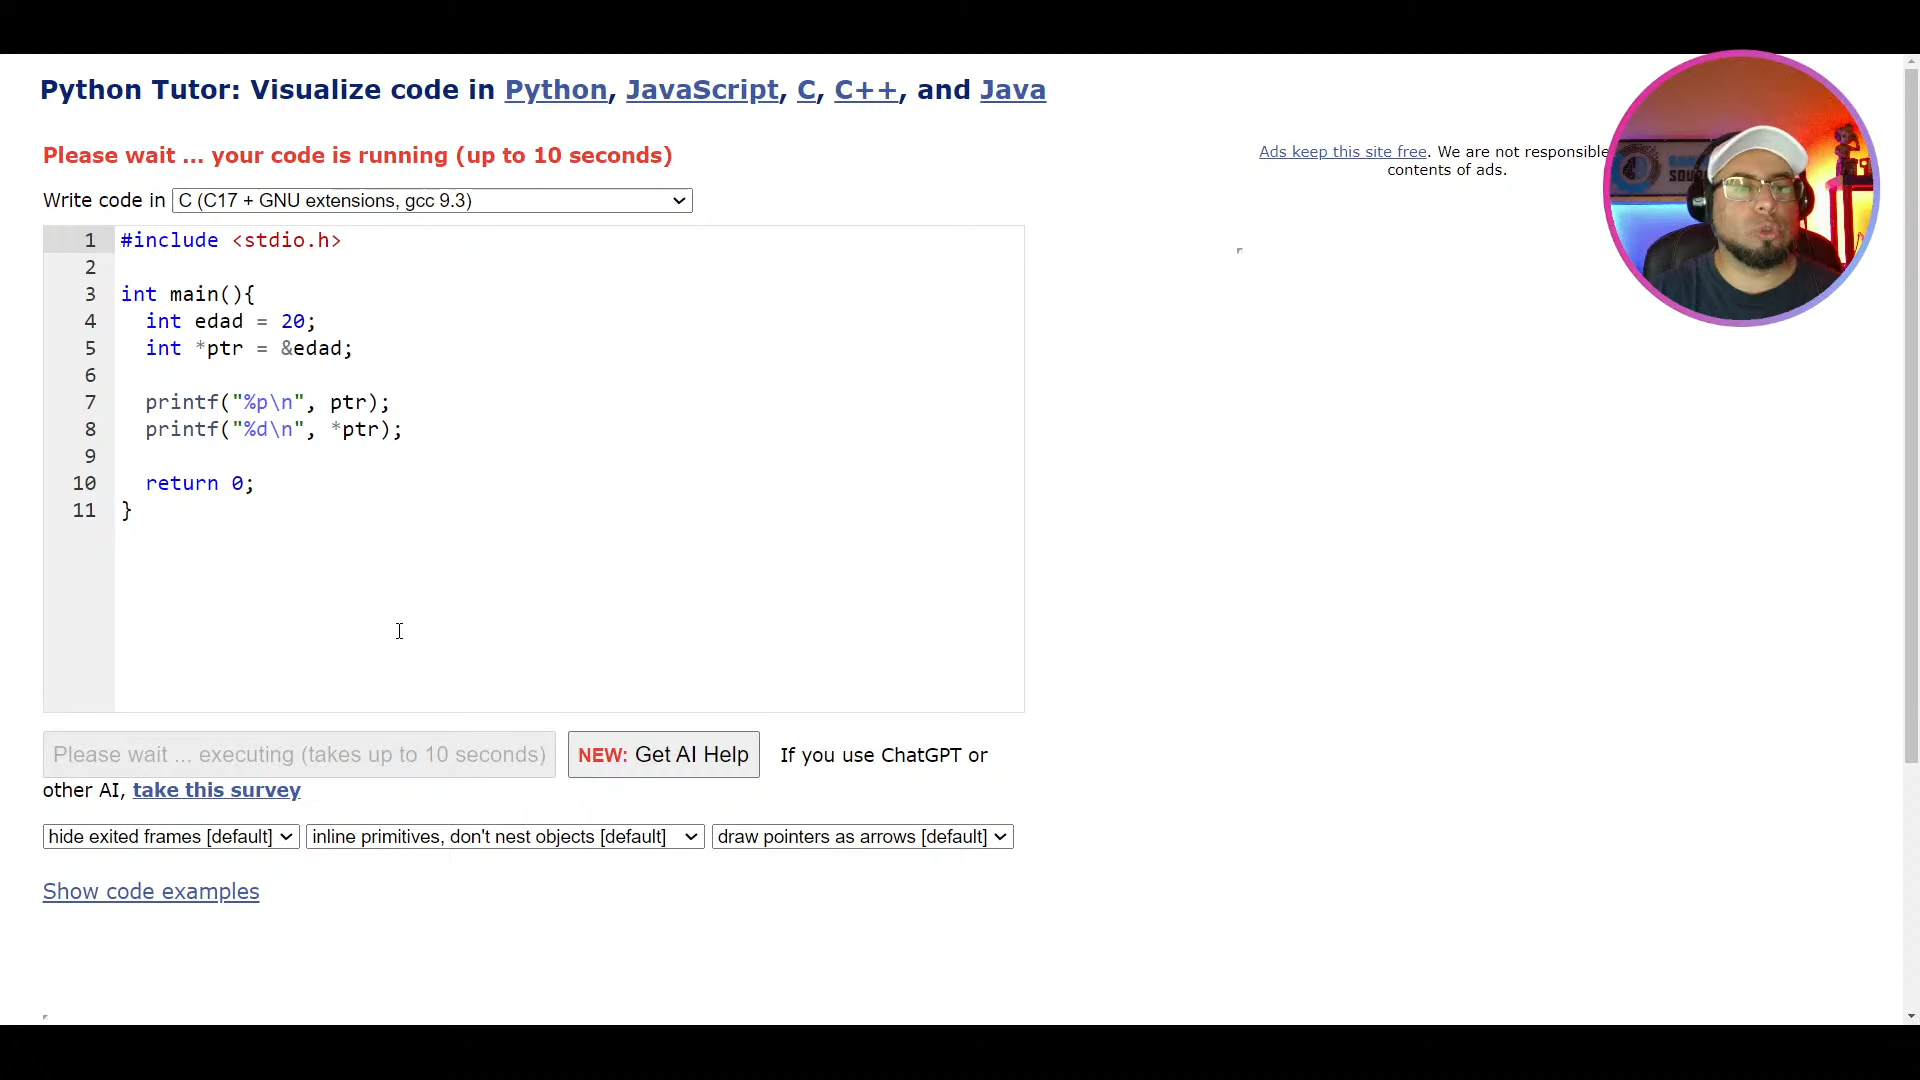 Python Tutor: Visualize code in Python, JavaScript, C, C++, and Java
Please wait ... your code is running (up to 10 seconds)
Ads keep this site free. We are not responsible
contents of ads.
Write code in C (C17 + GNU extensions, gcc 9.3)
1 #include <stdio.h>
2
3 int main(){
4   int edad = 20;
5   int *ptr = &edad;
6
7   printf("%p\n", ptr);
8   printf("%d\n", *ptr);
9
10   return 0;
11 }
Please wait ... executing (takes up to 10 seconds) NEW: Get AI Help If you use ChatGPT or
other AI, take this survey
hide exited frames [default] inline primitives, don't nest objects [default] draw pointers as arrows [default]
Show code examples